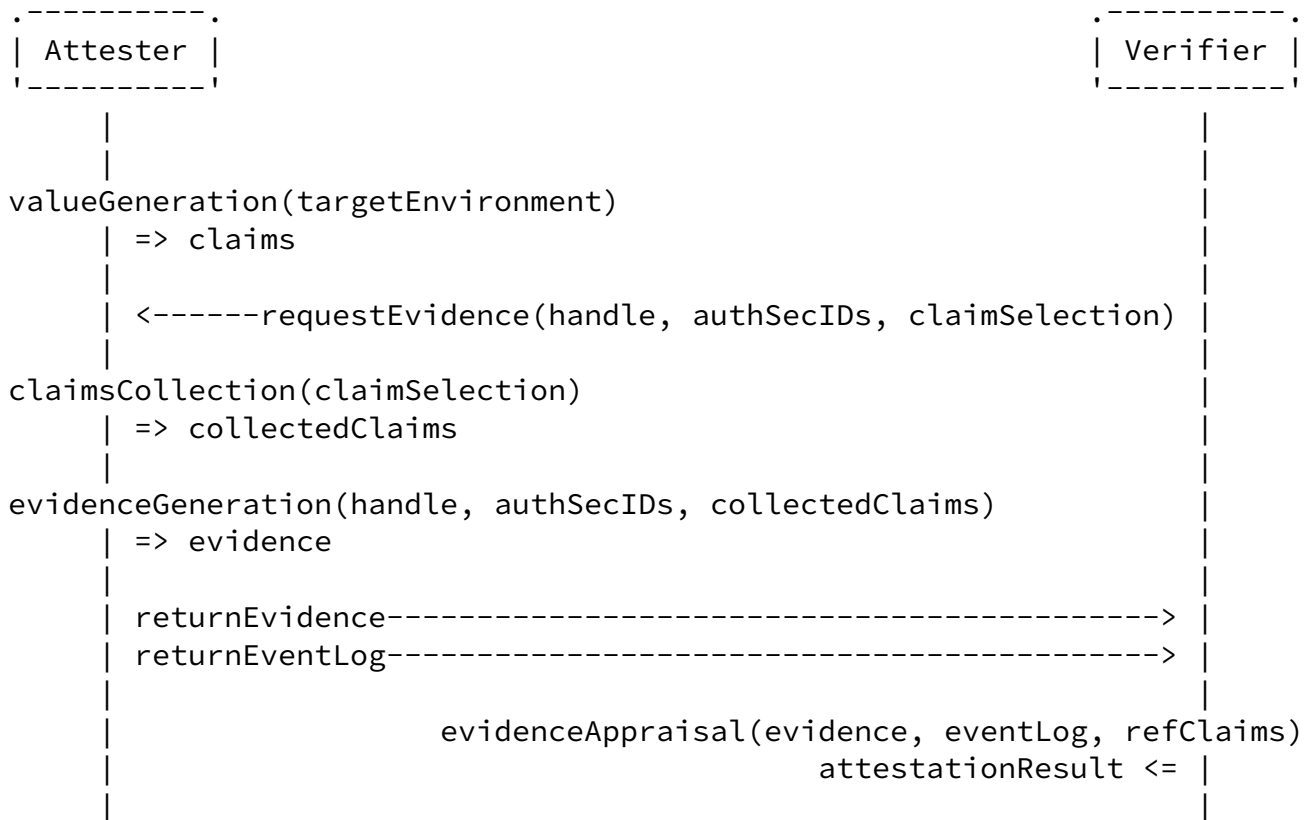 .----------.                                                .----------.
| Attester |                                                | Verifier |
'----------'                                                '----------'
     |                                                            |
     |                                                            |
valueGeneration(targetEnvironment)                                |
     | => claims                                                  |
     |                                                            |
     | <------requestEvidence(handle, authSecIDs, claimSelection) |
     |                                                            |
claimsCollection(claimSelection)                                  |
     | => collectedClaims                                         |
     |                                                            |
evidenceGeneration(handle, authSecIDs, collectedClaims)           |
     | => evidence                                                |
     |                                                            |
     | returnEvidence-------------------------------------------> |
     | returnEventLog-------------------------------------------> |
     |                                                            |
     |                  evidenceAppraisal(evidence, eventLog, refClaims)
     |                                       attestationResult <= |
     |                                                            |